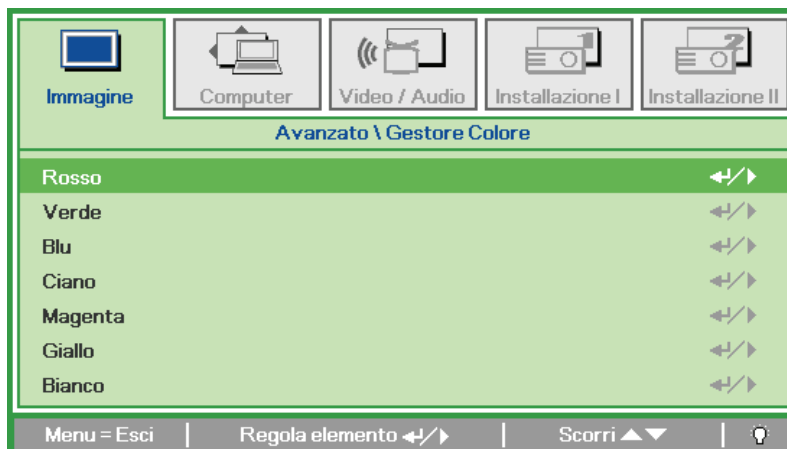 Immagine
Computer
Video / Audio
Installazione I
Installazione II
Avanzato \ Gestore Colore
Rosso
Verde
Blu
Ciano
Magenta
Giallo
Bianco
Menu = Esci | Regola elemento ↵/▶ | Scorri ▲▼ |